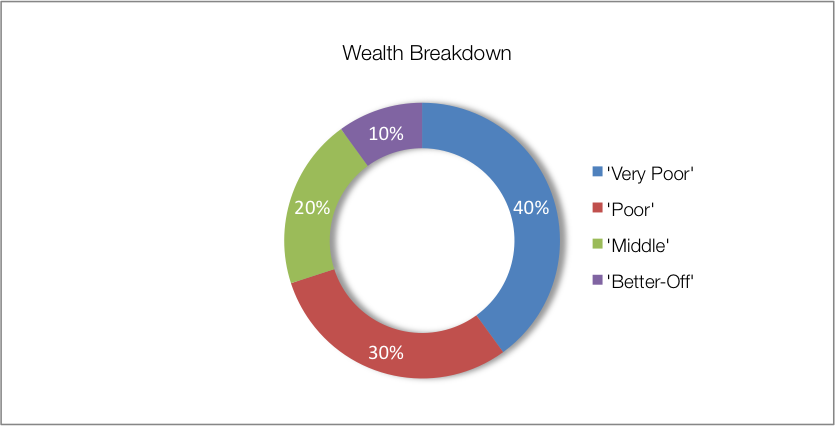 Wealth Breakdown
10%
40%
20%
30%
'Very Poor'
'Poor'
'Middle'
'Better-Off'